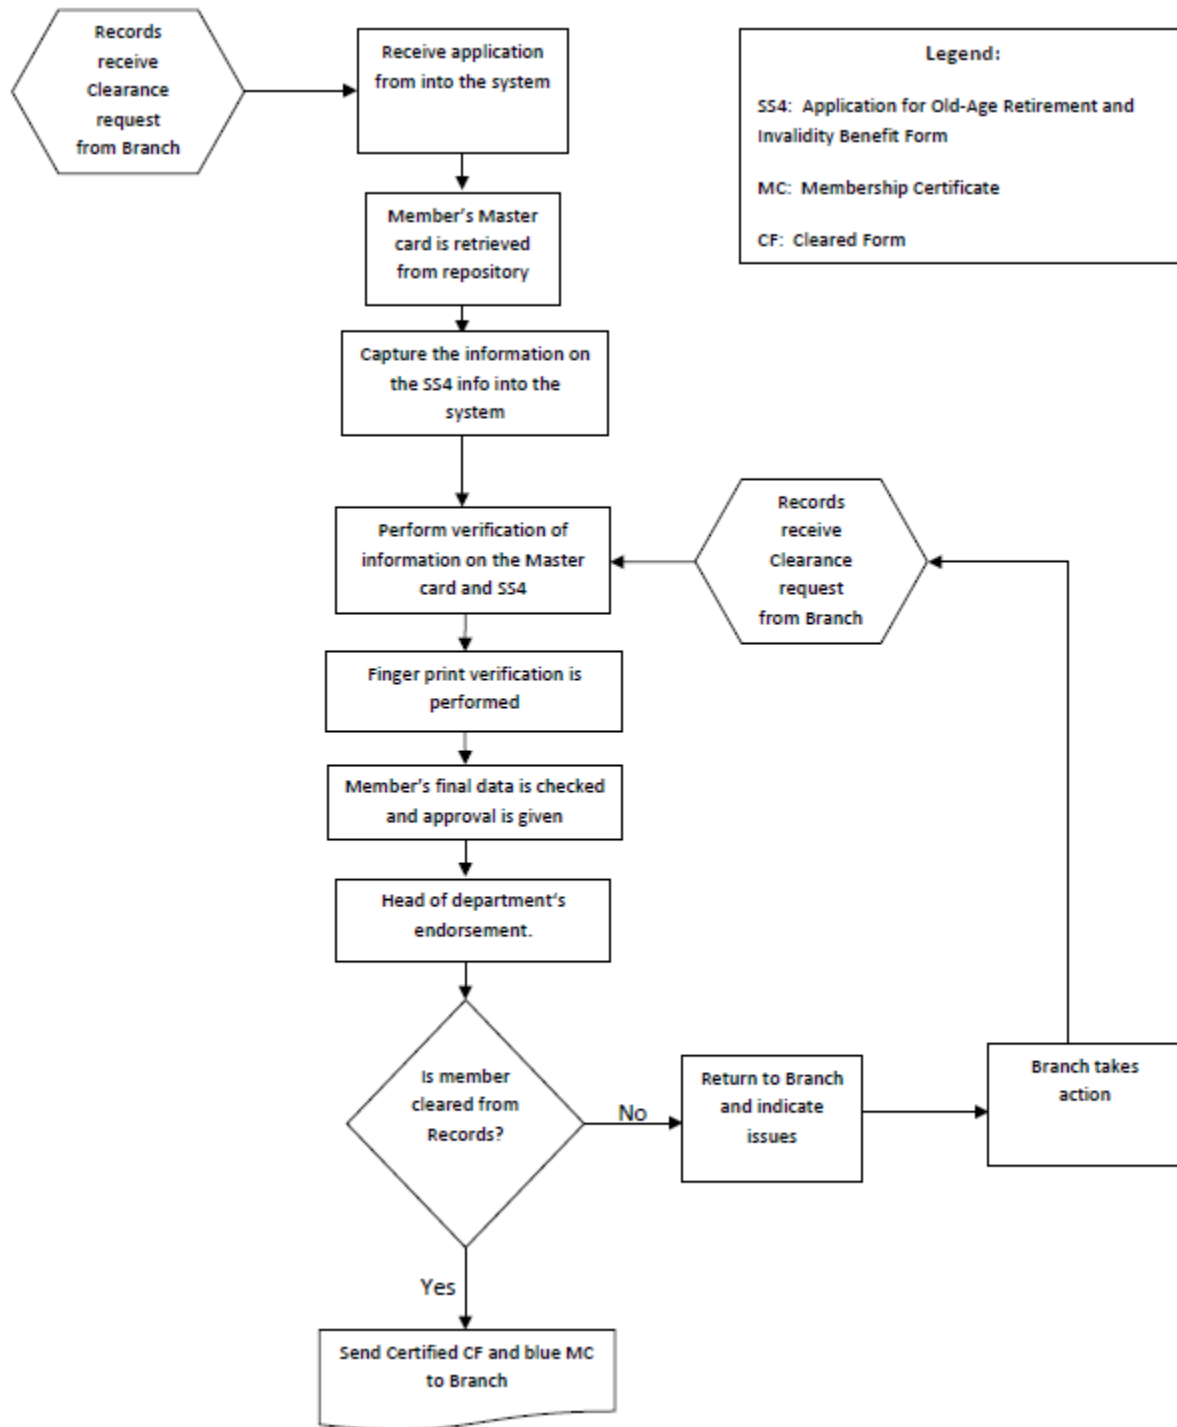 Records
receive
Clearance
request
from Branch
Receive application
from into the system
Legend:
SS4: Application for Old-Age Retirement and
Invalidity Benefit Form
MC: Membership Certificate
CF: Cleared Form
Member's Master
card is retrieved
from repository
Capture the information on
the SS4 info into the
system
Perform verification of
information on the Master
card and SS4
Records
receive
Clearance
request
from Branch
Finger print verification is
performed
Member's final data is checked
and approval is given
Head of department's
endorsement.
Is member
cleared from
Records?
No
Return to Branch
and indicate
issues
Branch takes
action
Yes
Send Certified CF and blue MC
to Branch